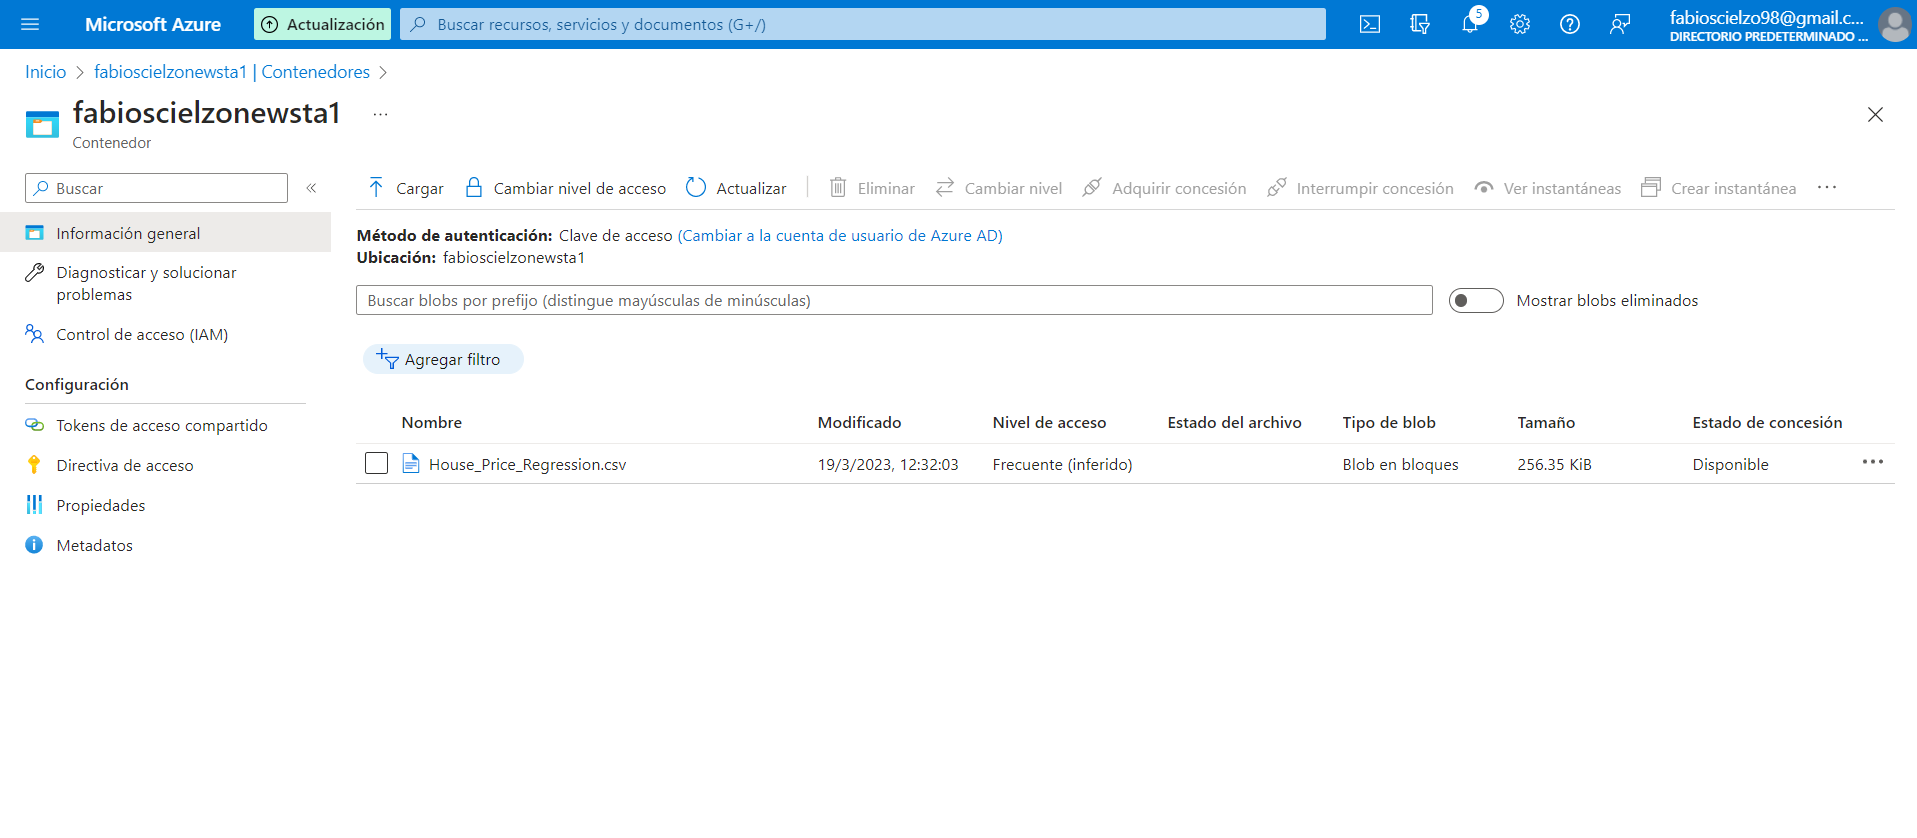 Microsoft Azure
Actualización
Buscar recursos, servicios y documentos (G+/)
5
fabioscielzo98@gmail.c...
DIRECTORIO PREDETERMINADO ...
Inicio > fabioscielzonewsta1 | Contenedores >
fabioscielzonewsta1 ...
Contenedor
Buscar «
Cargar Cambiar nivel de acceso Actualizar Eliminar Cambiar nivel Adquirir concesión Interrumpir concesión Ver instantáneas Crear instantánea ...
Información general
Diagnosticar y solucionar
problemas
Control de acceso (IAM)
Configuración
Tokens de acceso compartido
Directiva de acceso
Propiedades
Metadatos
Método de autenticación: Clave de acceso (Cambiar a la cuenta de usuario de Azure AD)
Ubicación: fabioscielzonewsta1
Buscar blobs por prefijo (distingue mayúsculas de minúsculas)
Mostrar blobs eliminados
Agregar filtro
Nombre Modificado Nivel de acceso Estado del archivo Tipo de blob Tamaño Estado de concesión
House_Price_Regression.csv 19/3/2023, 12:32:03 Frecuente (inferido) Blob en bloques 256.35 KiB Disponible ...